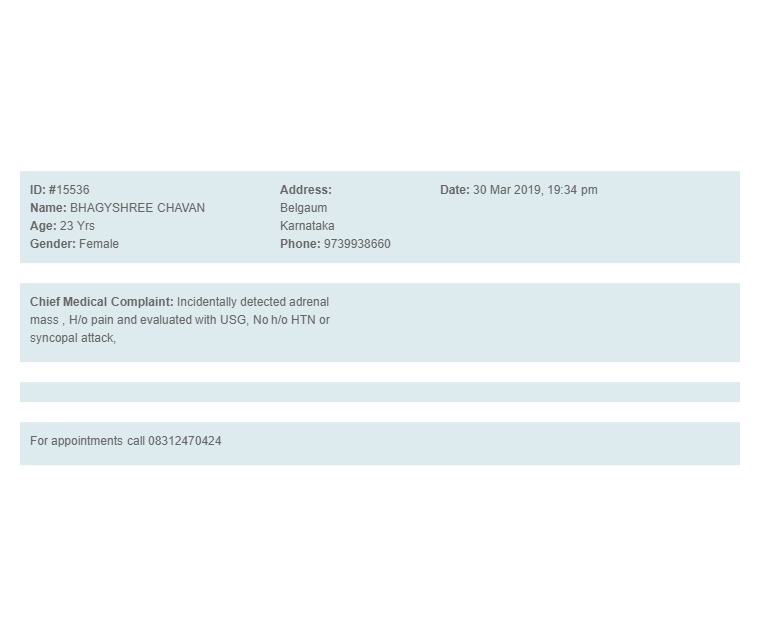 ID: #15536
Name: BHAGYSHREE CHAVAN
Age: 23 Yrs
Gender: Female
Address:
Belgaum
Karnataka
Phone: 9739938660
Date: 30 Mar 2019, 19:34 pm
Chief Medical Complaint: Incidentally detected adrenal
mass , H/o pain and evaluated with USG, No h/o HTN or
syncopal attack,
For appointments call 08312470424